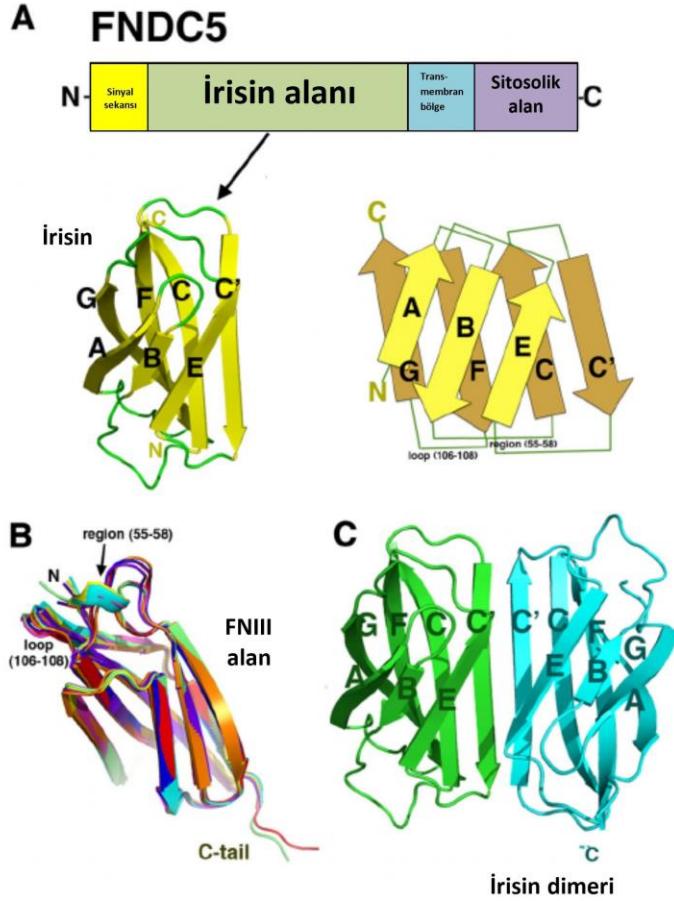 A
FNDC5
N-
Sinyal
sekansı
İrisin alanı
Trans-
membran
bölge
Sitosolik
alan
-C
İrisin
C
G F C C'
A B E
N
C
A B E
N
G F C C'
loop (106-108)
region (55-58)
B
region (55-58)
N
loop
(106-108)
FNIII
alan
C-tail
C
G F C C'
A B E
C' C F G
E B A
C
İrisin dimeri